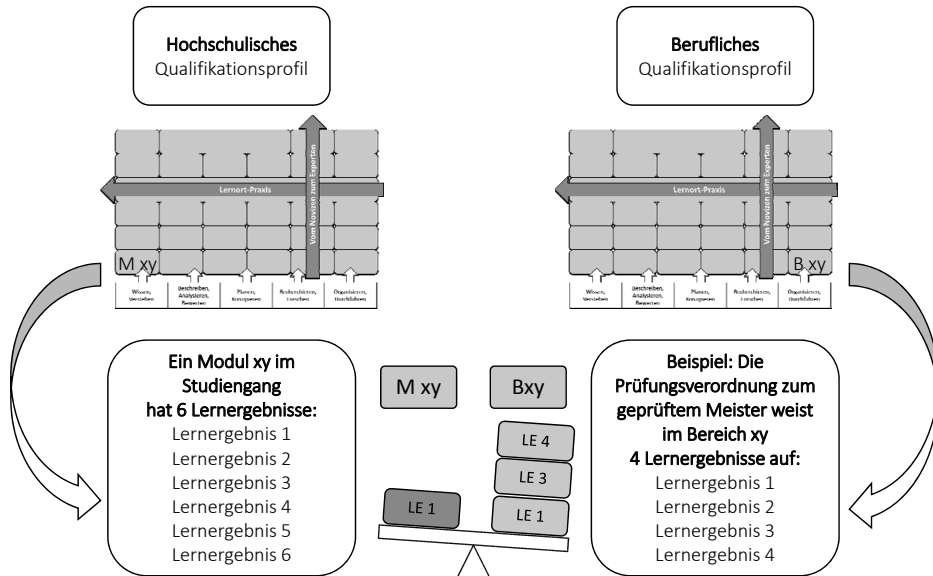 Hochschulisches
Qualifikationsprofil
Berufliches
Qualifikationsprofil
Lernort-Praxis
Vom Novizen zum Experten
M xy
Wissen,
Verstehen
Beschreiben,
Analysieren,
Bewerten
Planen,
Konzipieren
Recherchieren,
Forschen
Organisieren,
Durchführen
Lernort-Praxis
Vom Novizen zum Experten
B xy
Wissen,
Verstehen
Beschreiben,
Analysieren,
Bewerten
Planen,
Konzipieren
Recherchieren,
Forschen
Organisieren,
Durchführen
Ein Modul xy im
Studiengang
hat 6 Lernergebnisse:
Lernergebnis 1
Lernergebnis 2
Lernergebnis 3
Lernergebnis 4
Lernergebnis 5
Lernergebnis 6
M xy
Bxy
LE 4
LE 3
LE 1
LE 1
Beispiel: Die
Prüfungsverordnung zum
geprüftem Meister weist
im Bereich xy
4 Lernergebnisse auf:
Lernergebnis 1
Lernergebnis 2
Lernergebnis 3
Lernergebnis 4